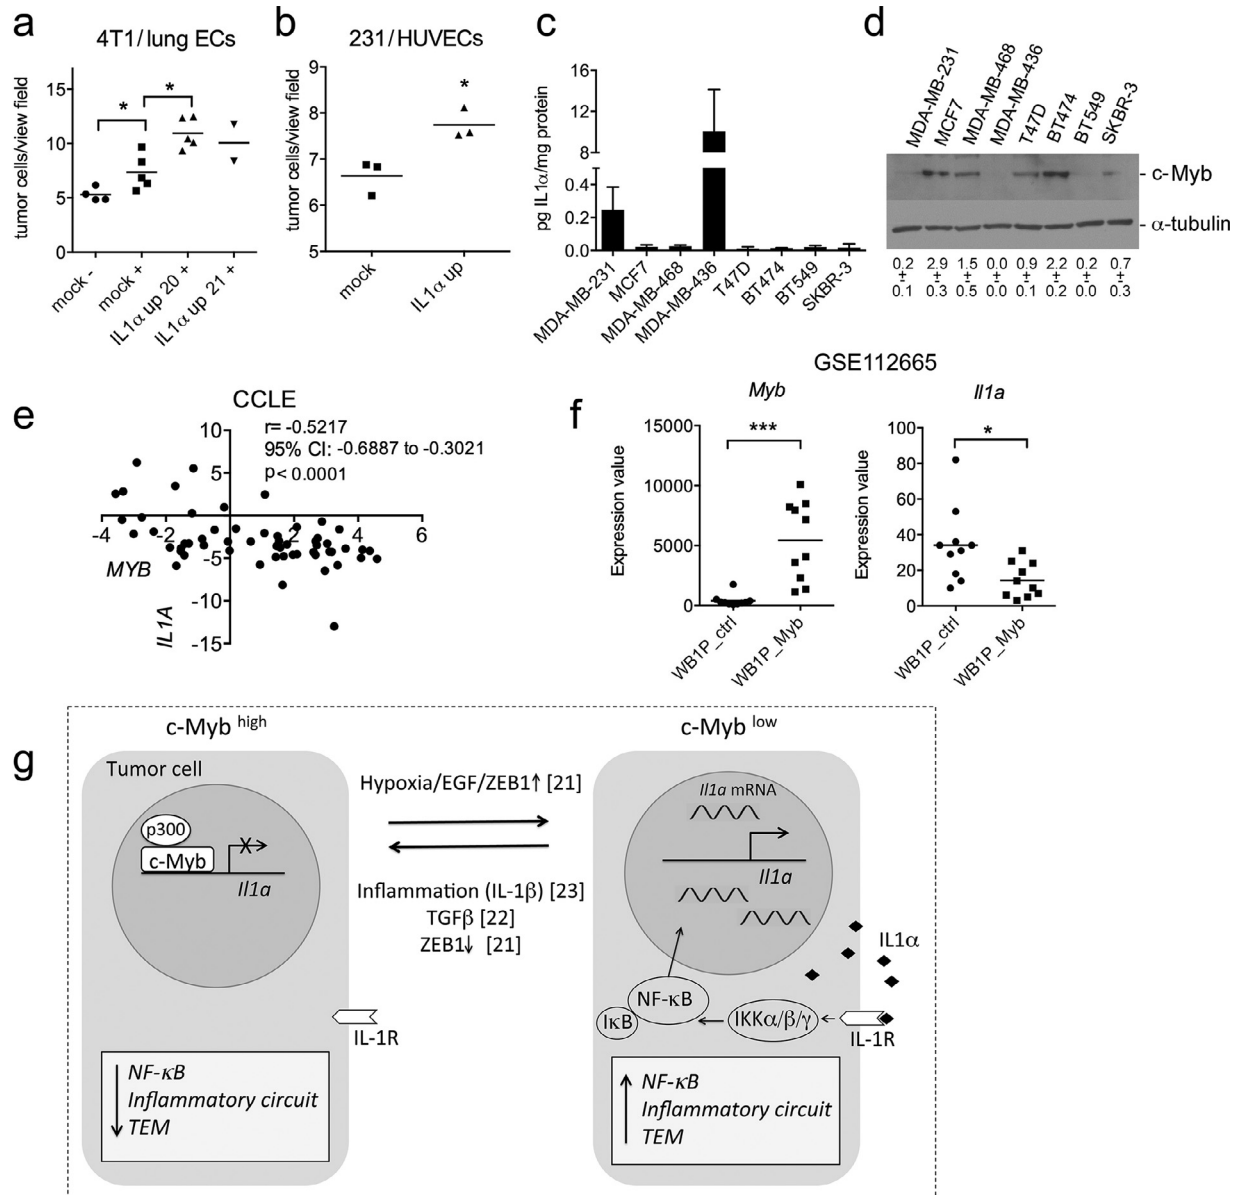 a
4T1/lung ECs
tumor cells/view field
15
10
5
0
*
*
mock -
mock +
IL1α up 20 +
IL1α up 21 +
b
231/HUVECs
tumor cells/view field
9
8
7
6
5
*
mock
IL1α up
c
pg IL1α/mg protein
16
12
8
0.4
0.2
0.0
MDA-MB-231
MCF7
MDA-MB-468
MDA-MB-436
T47D
BT474
BT549
SKBR-3
d
MDA-MB-231
MCF7
MDA-MB-468
MDA-MB-436
T47D
BT474
BT549
SKBR-3
- c-Myb
- α-tubulin
0.2 2.9 1.5 0.0 0.9 2.2 0.2 0.7
± ± ± ± ± ± ± ±
0.1 0.3 0.5 0.0 0.1 0.2 0.0 0.3
e
CCLE
r= -0.5217
95% CI: -0.6887 to -0.3021
p< 0.0001
10
5
-5
-10
-15
-4 -2 2 4 6
MYB
IL1A
GSE112665
f
Myb
Expression value
15000
10000
5000
0
***
WB1P_ctrl
WB1P_Myb
Il1a
Expression value
100
80
60
40
20
0
*
WB1P_ctrl
WB1P_Myb
g
c-Myb high
Tumor cell
p300
c-Myb
X
Il1a
IL-1R
NF-κB
Inflammatory circuit
TEM
Hypoxia/EGF/ZEB1↑ [21]
Inflammation (IL-1β) [23]
TGFβ [22]
ZEB1↓ [21]
c-Myb low
Il1a mRNA
Il1a
IL1α
NF-κB
IκB
IKKα/β/γ
IL-1R
NF-κB
Inflammatory circuit
TEM